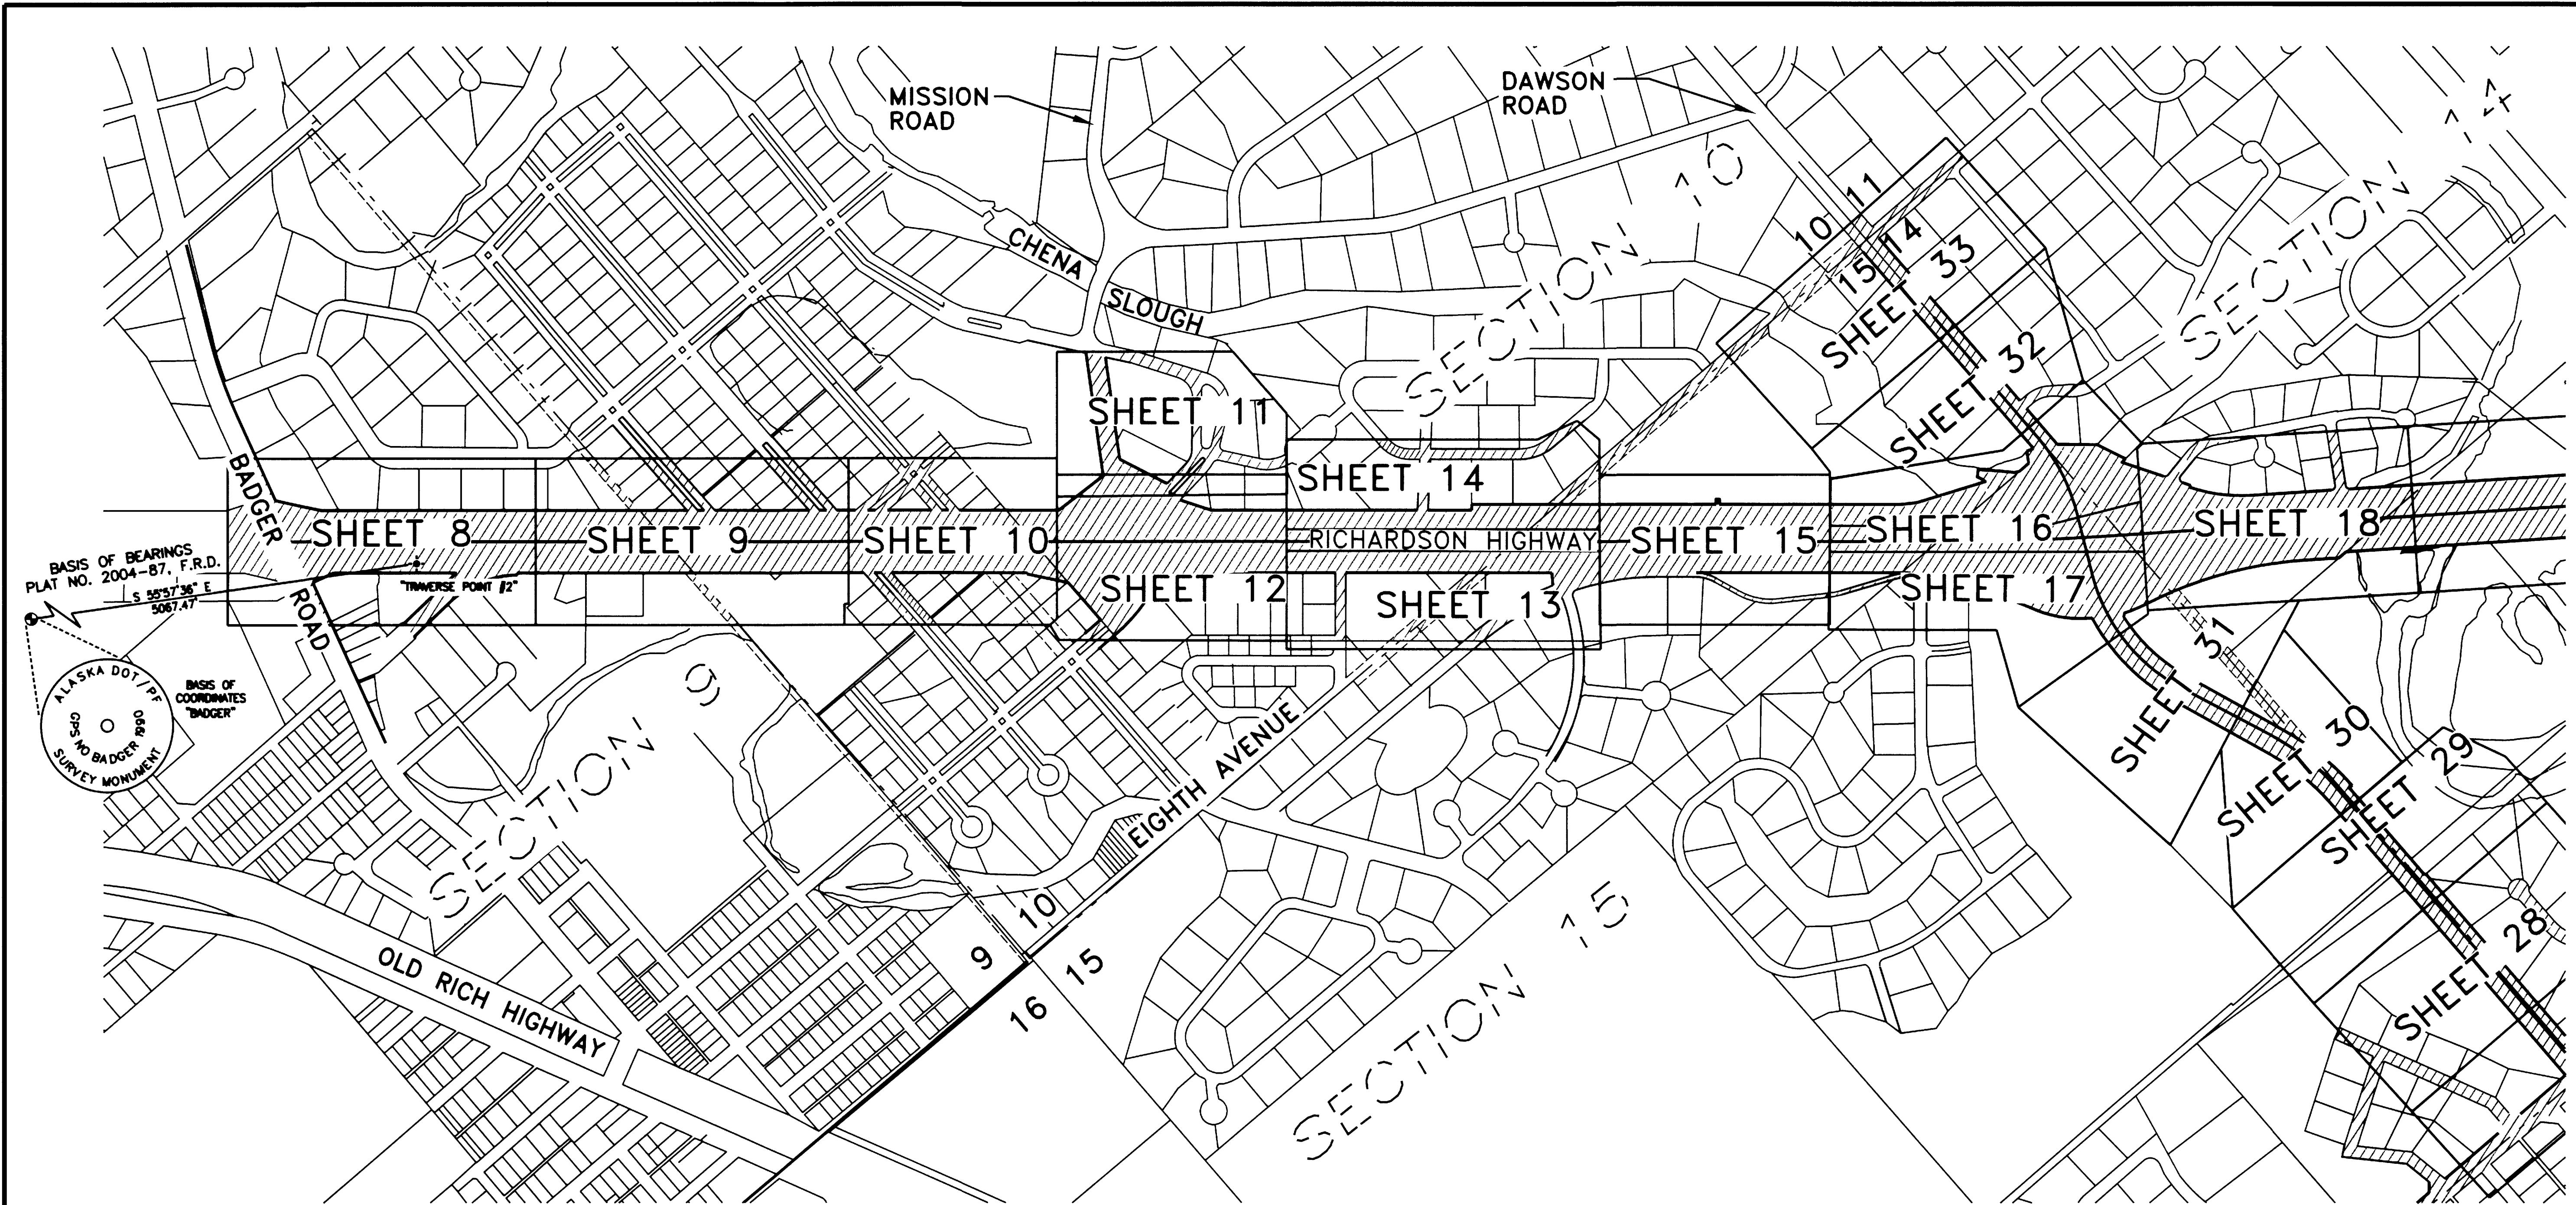 MISSION
ROAD
DAWSON
ROAD
CHENA
SLOUGH
SECTION 10
SECTION 14
10 11
15 14
SHEET 33
SHEET 32
SHEET 11
SHEET 14
BADGER
ROAD
SHEET 8
SHEET 9
SHEET 10
RICHARDSON HIGHWAY
SHEET 15
SHEET 16
SHEET 18
SHEET 12
SHEET 13
SHEET 17
BASIS OF BEARINGS
PLAT NO. 2004-87, F.R.D.
S 55°57'36" E
5067.47'
"TRAVERSE POINT #2"
ALASKA DOT/PF
GPS NO BADGER 1990
SURVEY MONUMENT
BASIS OF
COORDINATES
"BADGER"
SECTION 9
EIGHTH AVENUE
SHEET 31
SHEET 30
SHEET 29
SHEET 28
OLD RICH HIGHWAY
9 10
16 15
SECTION 15